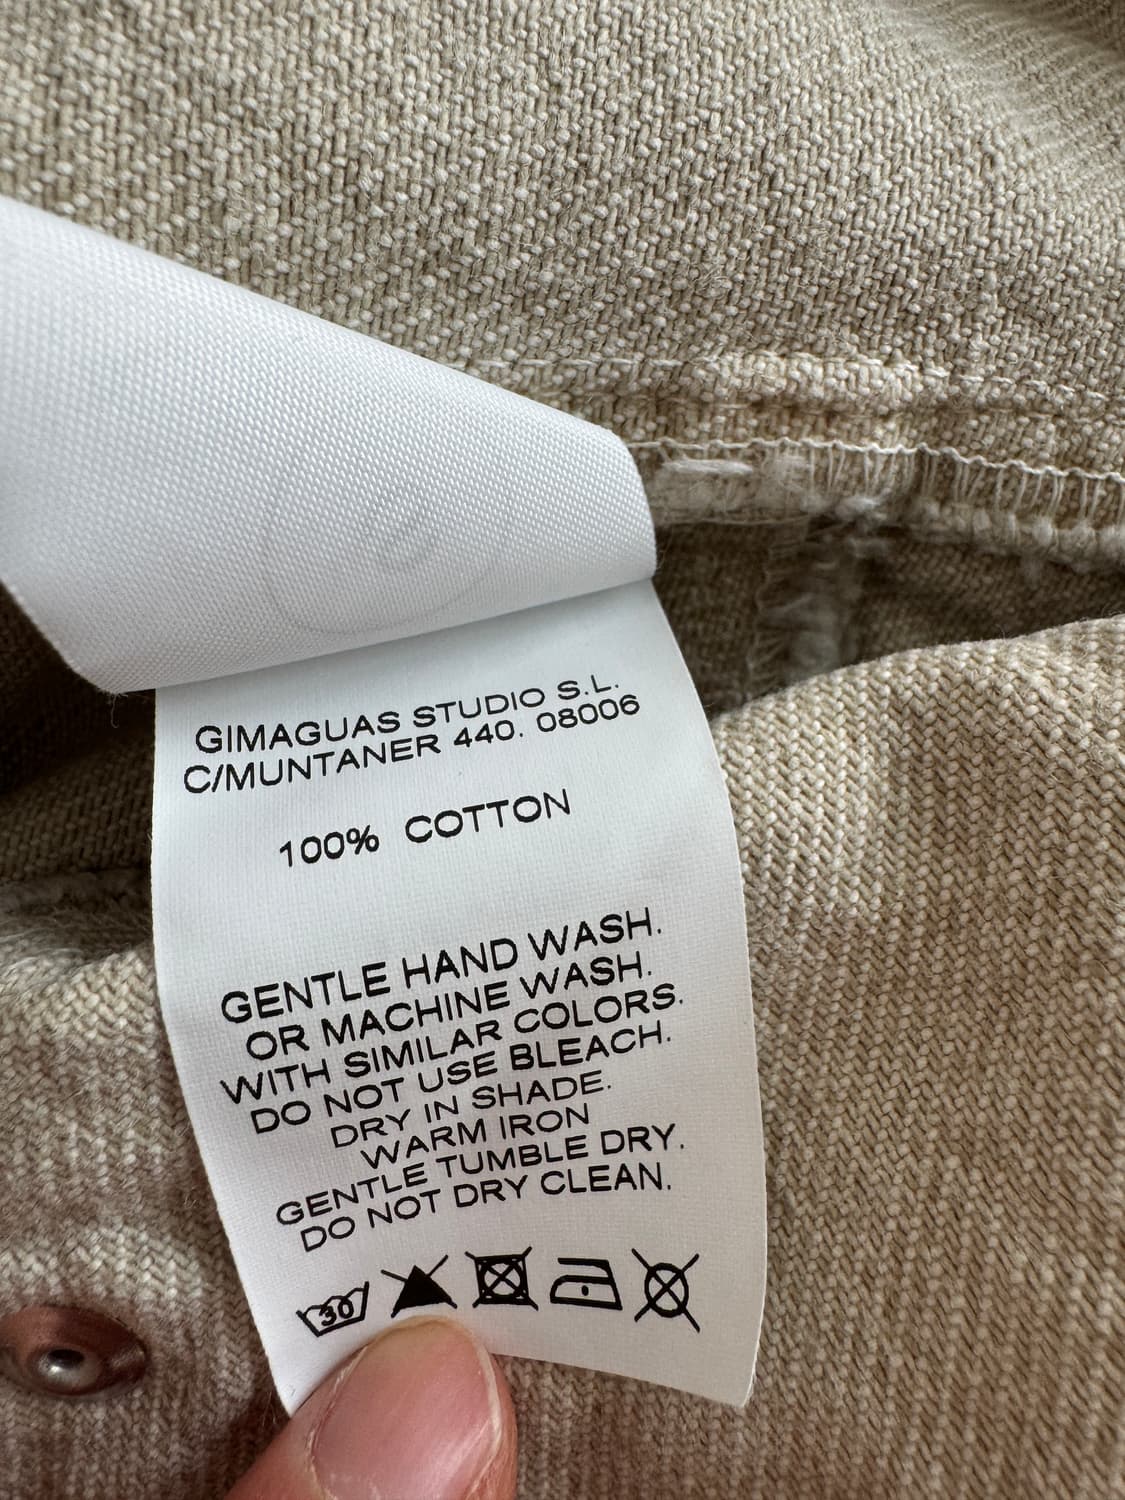 GIMAGUAS STUDIO S.L.
C/MUNTANER 440. 08006
100% COTTON
GENTLE HAND WASH.
OR MACHINE WASH.
WITH SIMILAR COLORS.
DO NOT USE BLEACH.
DRY IN SHADE.
WARM IRON
GENTLE TUMBLE DRY.
DO NOT DRY CLEAN.
30